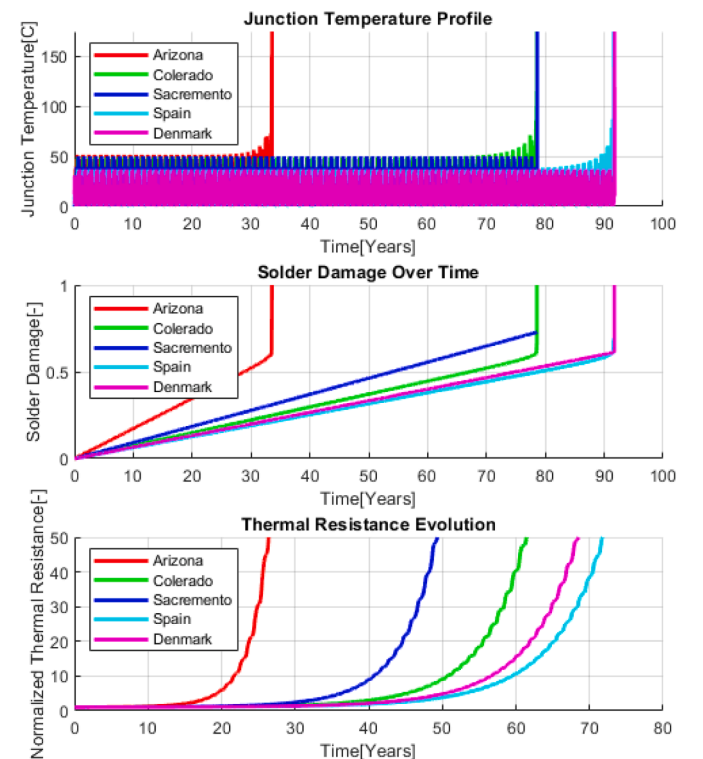 Junction Temperature Profile
Junction Temperature[C]
150
100
50
0
Arizona
Colerado
Sacremento
Spain
Denmark
0 10 20 30 40 50 60 70 80 90 100
Time[Years]
Solder Damage Over Time
Solder Damage[-]
1
0.5
0
Arizona
Colerado
Sacremento
Spain
Denmark
0 10 20 30 40 50 60 70 80 90 100
Time[Years]
Thermal Resistance Evolution
Normalized Thermal Resistance[-]
50
40
30
20
10
0
Arizona
Colerado
Sacremento
Spain
Denmark
0 10 20 30 40 50 60 70 80
Time[Years]